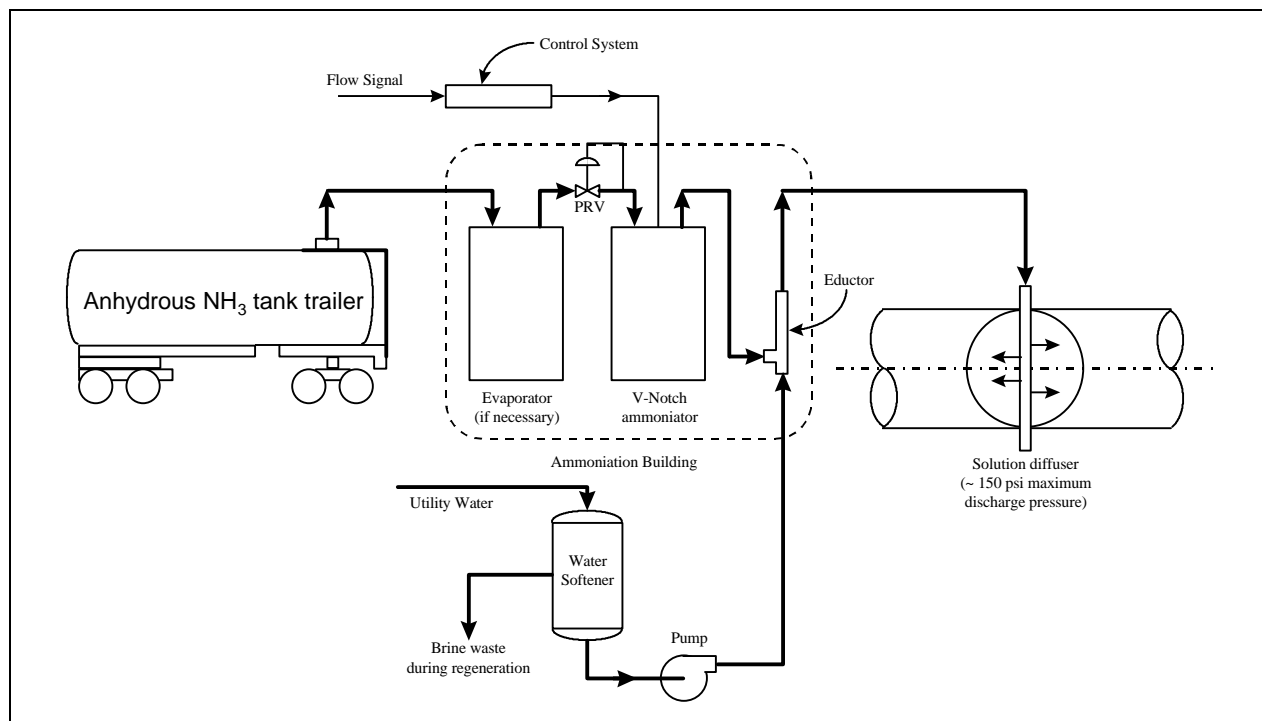 Control System
Flow Signal
PRV
Anhydrous NH₃ tank trailer
Eductor
Evaporator
(if necessary)
V-Notch
ammoniator
Ammoniation Building
Solution diffuser
(~ 150 psi maximum
discharge pressure)
Utility Water
Water
Softener
Brine waste
during regeneration
Pump